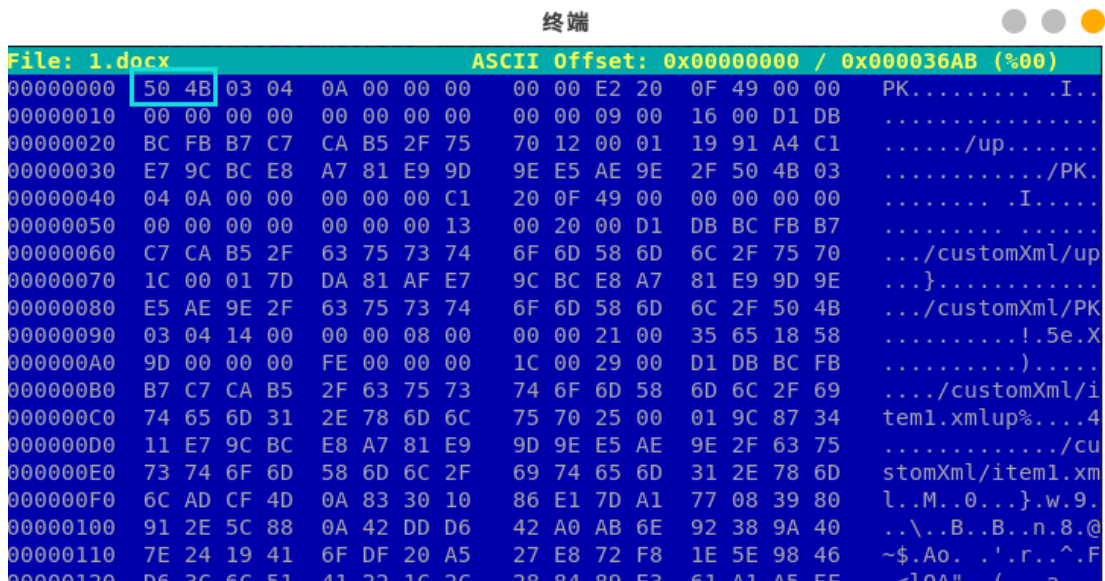 终端
File: 1.docx ASCII Offset: 0x00000000 / 0x000036AB (%00)
00000000 50 4B 03 04 0A 00 00 00 00 00 E2 20 0F 49 00 00 PK......... .I..
00000010 00 00 00 00 00 00 00 00 00 00 09 00 16 00 D1 DB ................
00000020 BC FB B7 C7 CA B5 2F 75 70 12 00 01 19 91 A4 C1 ....../up.......
00000030 E7 9C BC E8 A7 81 E9 9D 9E E5 AE 9E 2F 50 4B 03 ............/PK.
00000040 04 0A 00 00 00 00 00 C1 20 0F 49 00 00 00 00 00 ........ .I.....
00000050 00 00 00 00 00 00 00 13 00 20 00 D1 DB BC FB B7 ......... ......
00000060 C7 CA B5 2F 63 75 73 74 6F 6D 58 6D 6C 2F 75 70 .../customXml/up
00000070 1C 00 01 7D DA 81 AF E7 9C BC E8 A7 81 E9 9D 9E ...}............
00000080 E5 AE 9E 2F 63 75 73 74 6F 6D 58 6D 6C 2F 50 4B .../customXml/PK
00000090 03 04 14 00 00 00 08 00 00 00 21 00 35 65 18 58 ..........!.5e.X
000000A0 9D 00 00 00 FE 00 00 00 1C 00 29 00 D1 DB BC FB ..........).....
000000B0 B7 C7 CA B5 2F 63 75 73 74 6F 6D 58 6D 6C 2F 69 ..../customXml/i
000000C0 74 65 6D 31 2E 78 6D 6C 75 70 25 00 01 9C 87 34 tem1.xmlup%....4
000000D0 11 E7 9C BC E8 A7 81 E9 9D 9E E5 AE 9E 2F 63 75 ............./cu
000000E0 73 74 6F 6D 58 6D 6C 2F 69 74 65 6D 31 2E 78 6D stomXml/item1.xm
000000F0 6C AD CF 4D 0A 83 30 10 86 E1 7D A1 77 08 39 80 l..M..0...}.w.9.
00000100 91 2E 5C 88 0A 42 DD D6 42 A0 AB 6E 92 38 9A 40 ..\..B..B..n.8.@
00000110 7E 24 19 41 6F DF 20 A5 27 E8 72 F8 1E 5E 98 46 ~$.Ao. .'.r..^.F